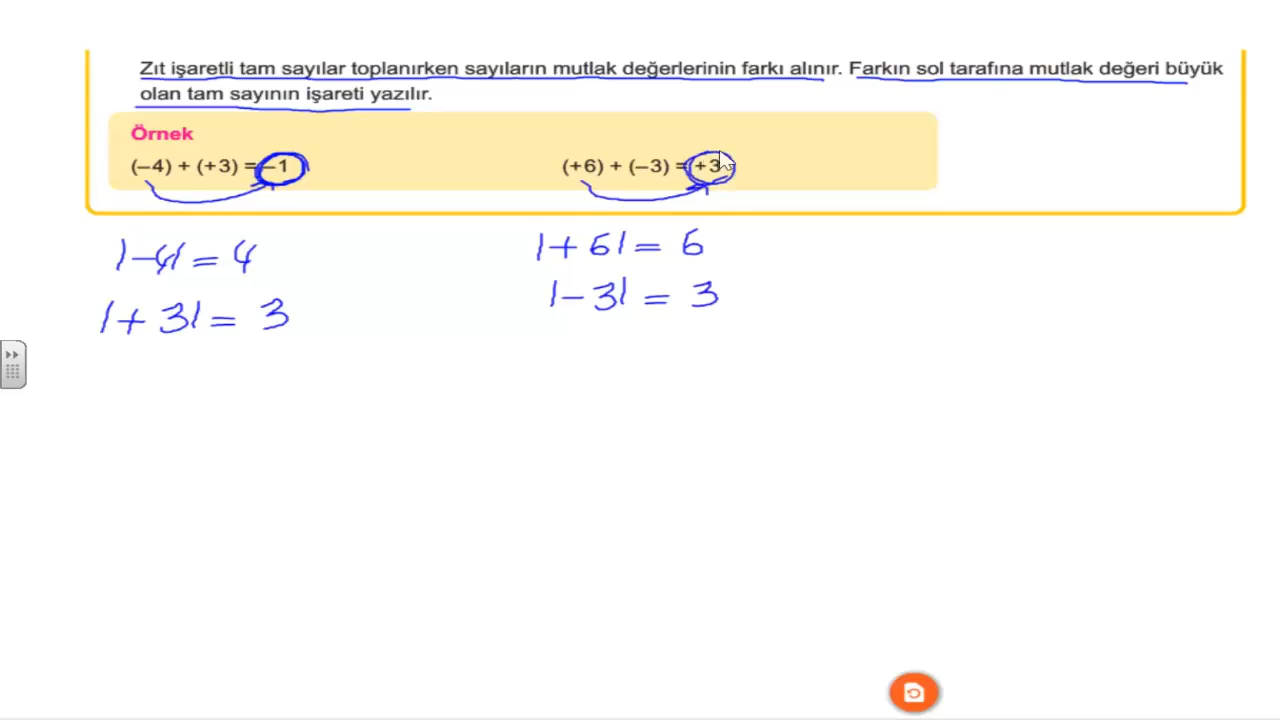 Zıt işaretli tam sayılar toplanırken sayıların mutlak değerlerinin farkı alınır. Farkın sol tarafına mutlak değeri büyük
olan tam sayının işareti yazılır.
Örnek
(–4) + (+3) = –1
(+6) + (–3) = +3
|–4| = 4
|+3| = 3
|+6| = 6
|–3| = 3